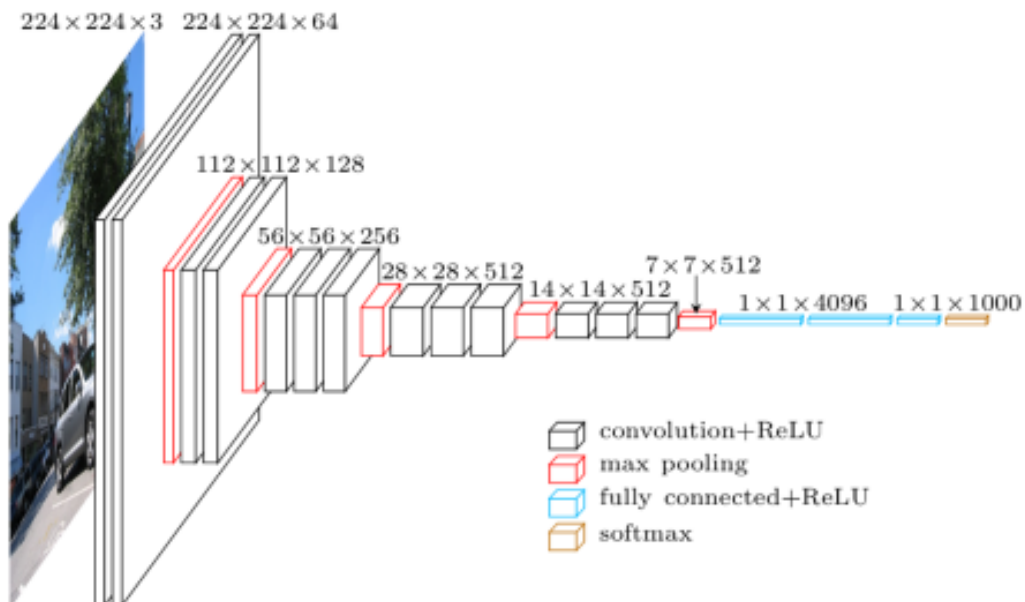 224×224×3
224×224×64
112×112×128
56×56×256
28×28×512
14×14×512
7×7×512
1×1×4096
1×1×1000
convolution+ReLU
max pooling
fully connected+ReLU
softmax